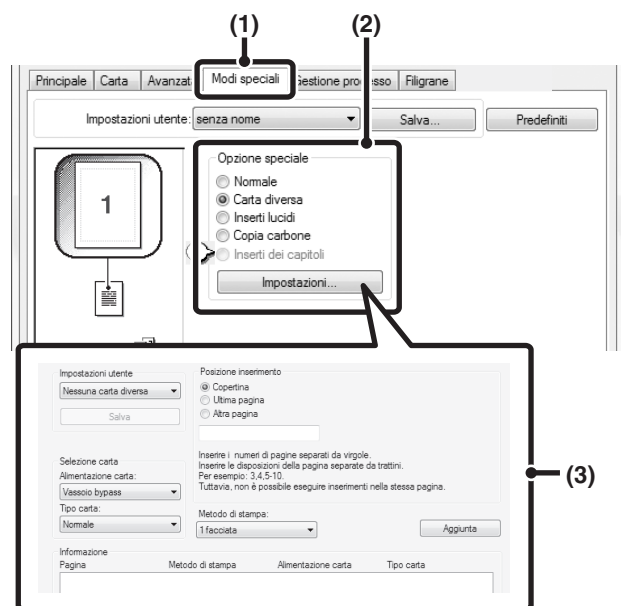 (1) (2)
Principale Carta Avanzat Modi speciali Gestione processo Filigrane
Impostazioni utente: senza nome Salva... Predefiniti
1
Opzione speciale
Normale
Carta diversa
Inserti lucidi
Copia carbone
Inserti dei capitoli
Impostazioni...
Impostazioni utente
Nessuna carta diversa
Salva
Posizione inserimento
Copertina
Ultima pagina
Altra pagina
Inserire i numeri di pagine separati da virgole.
Inserire le disposizioni della pagina separate da trattini.
Per esempio: 3,4,5-10.
Tuttavia, non è possibile eseguire inserimenti nella stessa pagina.
(3)
Selezione carta
Alimentazione carta:
Vassoio bypass
Tipo carta:
Normale
Metodo di stampa:
1 facciata
Aggiunta
Informazione
Pagina Metodo di stampa Alimentazione carta Tipo carta